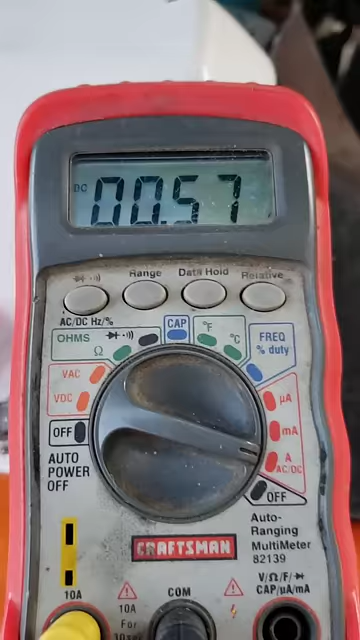 DC 00.57
Range Data Hold Relative
AC/DC Hz/%
OHMS
Ω
CAP
°F
°C
FREQ
% duty
VAC
VDC
OFF
AUTO
POWER
OFF
µA
mA
A
AC/DC
OFF
CRAFTSMAN
Auto-
Ranging
MultiMeter
82139
10A
10A
For
COM
V/Ω/F/
CAP/µA/mA